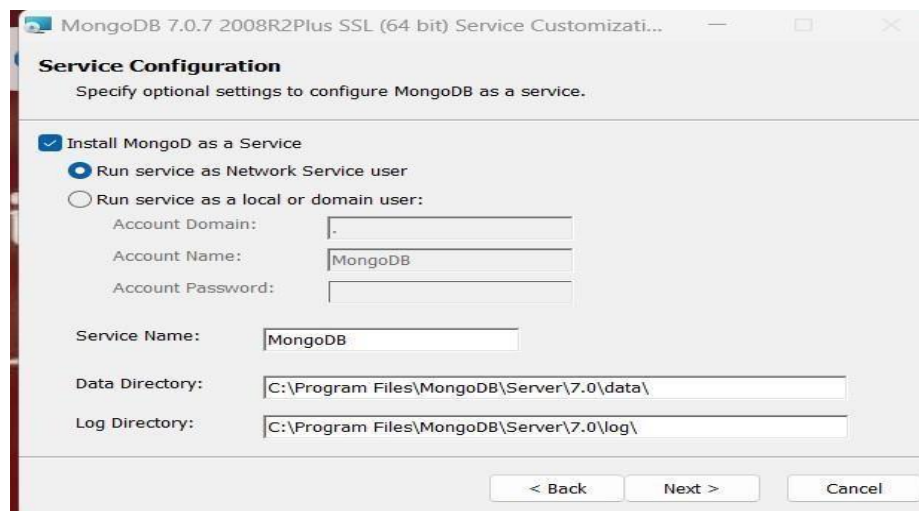 MongoDB 7.0.7 2008R2Plus SSL (64 bit) Service Customizati...
Service Configuration
Specify optional settings to configure MongoDB as a service.
Install MongoD as a Service
Run service as Network Service user
Run service as a local or domain user:
Account Domain: .
Account Name: MongoDB
Account Password:
Service Name: MongoDB
Data Directory: C:\Program Files\MongoDB\Server\7.0\data\
Log Directory: C:\Program Files\MongoDB\Server\7.0\log\
< Back Next > Cancel